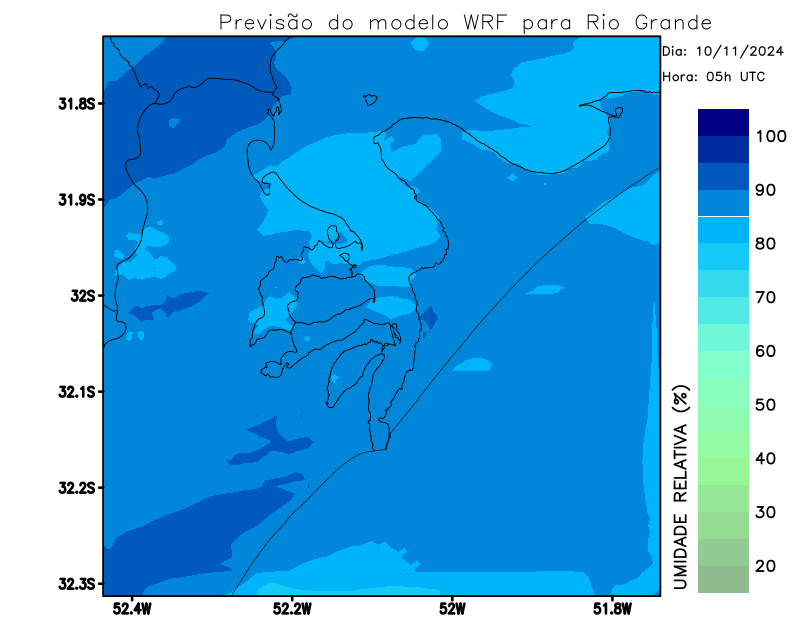 Previsão do modelo WRF para Rio Grande
Dia: 10/11/2024
Hora: 05h UTC
31.8S
31.9S
32S
32.1S
32.2S
32.3S
52.4W
52.2W
52W
51.8W
100
90
80
70
60
50
40
30
20
UMIDADE RELATIVA (%)